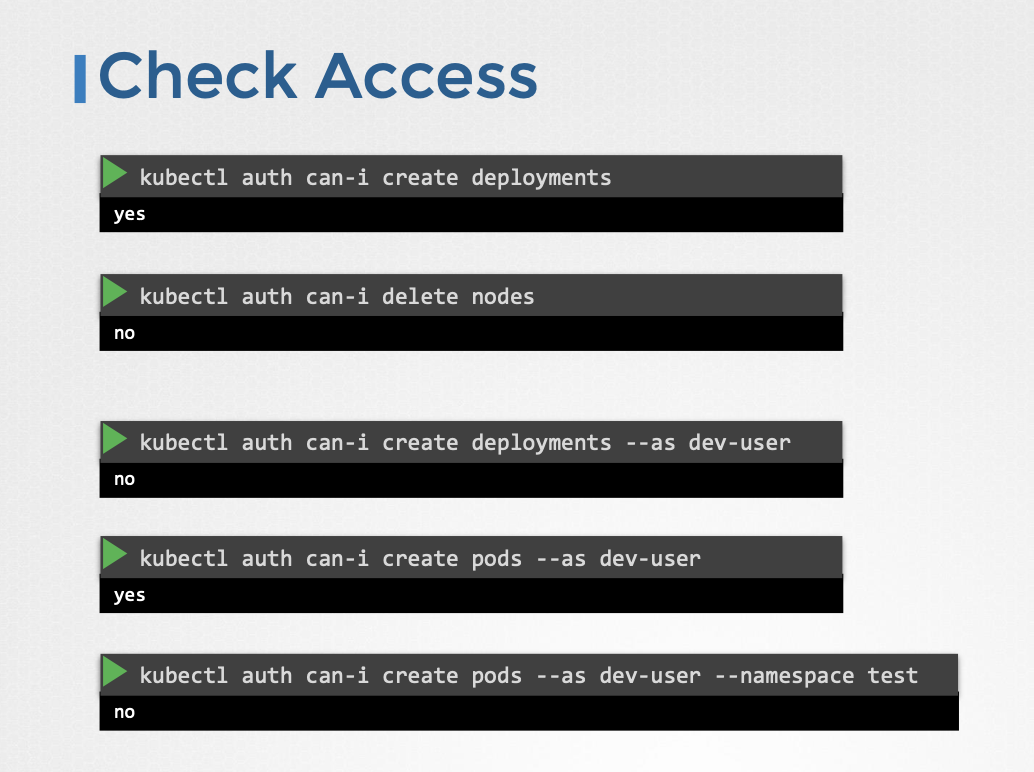 Check Access
kubectl auth can-i create deployments
yes
kubectl auth can-i delete nodes
no
kubectl auth can-i create deployments --as dev-user
no
kubectl auth can-i create pods --as dev-user
yes
kubectl auth can-i create pods --as dev-user --namespace test
no